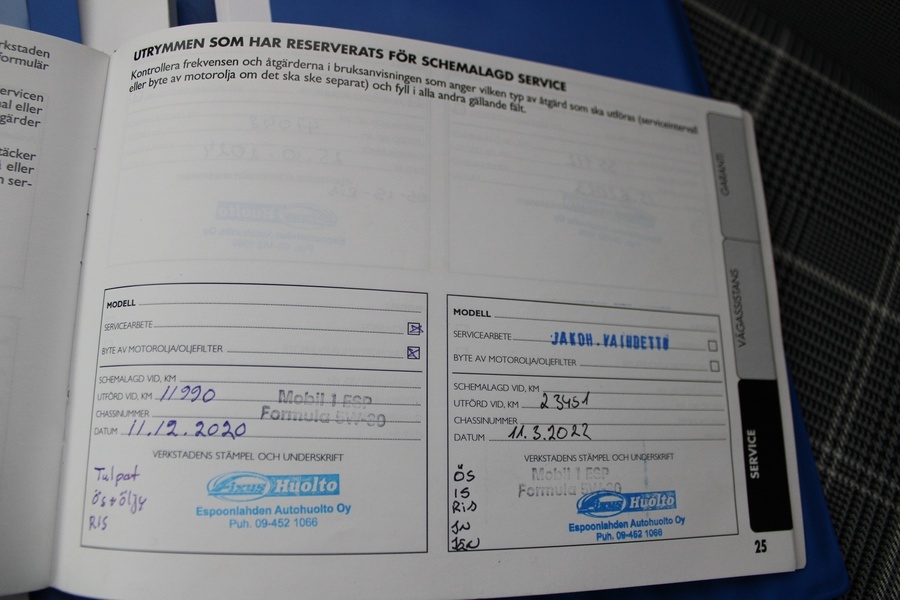 rkstaden
formulär
ervicen
nal eller
gärder
täcker
i eller
n ser-
UTRYMMEN SOM HAR RESERVERATS FÖR SCHEMALAGD SERVICE
Kontrollera frekvensen och åtgärderna i bruksanvisningen som anger vilken typ av åtgärd som ska utföras (serviceintervall
eller byte av motorolja om det ska ske separat) och fyll i alla andra gällande fält.
MODELL
SERVICEARBETE
BYTE AV MOTOROLJA/OLJEFILTER
SCHEMALAGD VID, KM
UTFÖRD VID, KM 11990
Mobil 1 ESP
Formula 5W-30
CHASSINUMMER
DATUM 11.12.2020
VERKSTADENS STÄMPEL OCH UNDERSKRIFT
Tulpat
ös+öljy
RIS
Fixus Huolto
Espoonlahden Autohuolto Oy
Puh. 09-452 1066
MODELL
SERVICEARBETE JAKOH.VAIHDETTU
BYTE AV MOTOROLJA/OLJEFILTER
SCHEMALAGD VID, KM
UTFÖRD VID, KM 23451
CHASSINUMMER
DATUM 11.3.2022
VERKSTADENS STÄMPEL OCH UNDERSKRIFT
ÖS
IS
RiS
Mobil 1 ESP
Formula 5W-30
Fixus Huolto
Espoonlahden Autohuolto Oy
Puh. 09-452 1066
GARANTI
VÄGASSISTANS
SERVICE
25